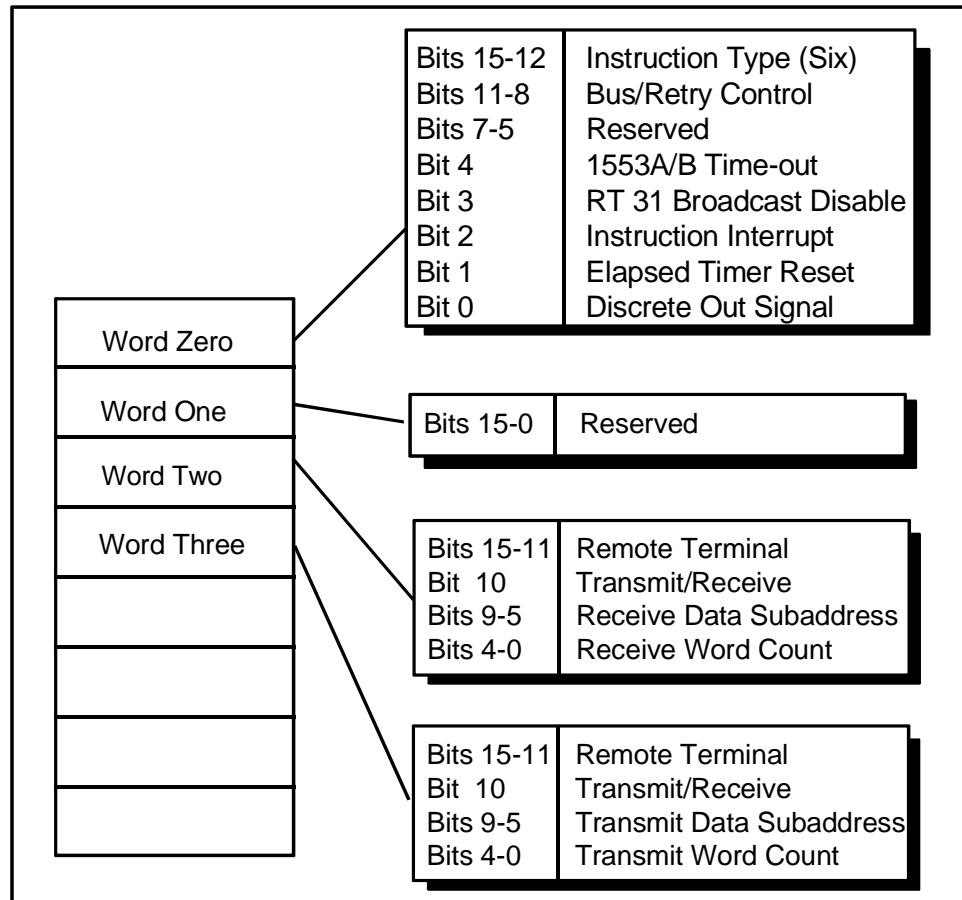 Bits 15-12 Instruction Type (Six)
Bits 11-8 Bus/Retry Control
Bits 7-5 Reserved
Bit 4 1553A/B Time-out
Bit 3 RT 31 Broadcast Disable
Bit 2 Instruction Interrupt
Bit 1 Elapsed Timer Reset
Bit 0 Discrete Out Signal
Word Zero
Word One
Word Two
Word Three
Bits 15-0 Reserved
Bits 15-11 Remote Terminal
Bit 10 Transmit/Receive
Bits 9-5 Receive Data Subaddress
Bits 4-0 Receive Word Count
Bits 15-11 Remote Terminal
Bit 10 Transmit/Receive
Bits 9-5 Transmit Data Subaddress
Bits 4-0 Transmit Word Count